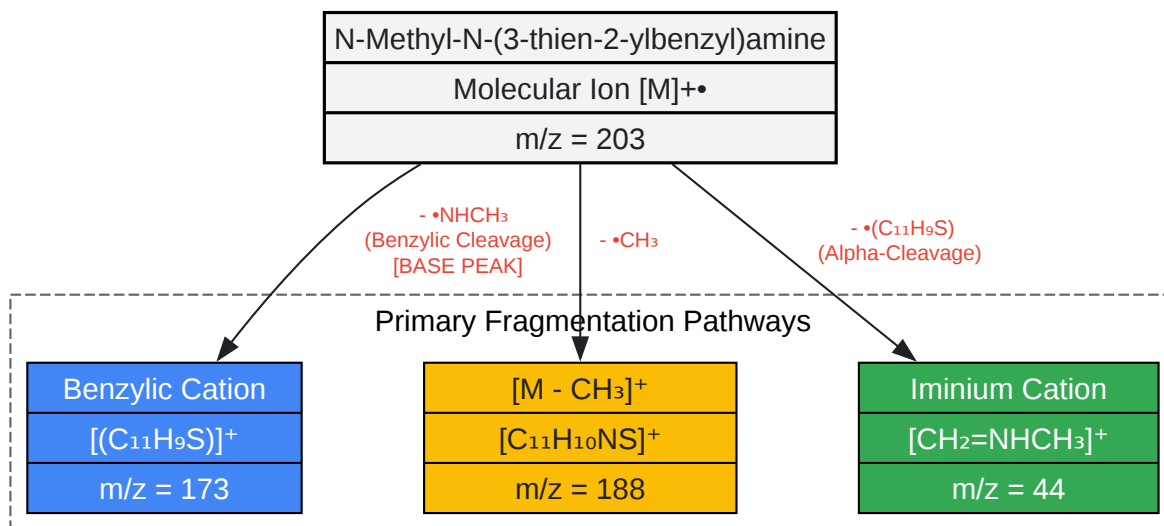 N-Methyl-N-(3-thien-2-ylbenzyl)amine
Molecular Ion [M]+•
m/z = 203
- •NHCH₃
(Benzylic Cleavage)
[BASE PEAK]
- •CH₃
- •(C₁₁H₉S)
(Alpha-Cleavage)
Primary Fragmentation Pathways
Benzylic Cation
[(C₁₁H₉S)]⁺
m/z = 173
[M - CH₃]⁺
[C₁₁H₁₀NS]⁺
m/z = 188
Iminium Cation
[CH₂=NHCH₃]⁺
m/z = 44